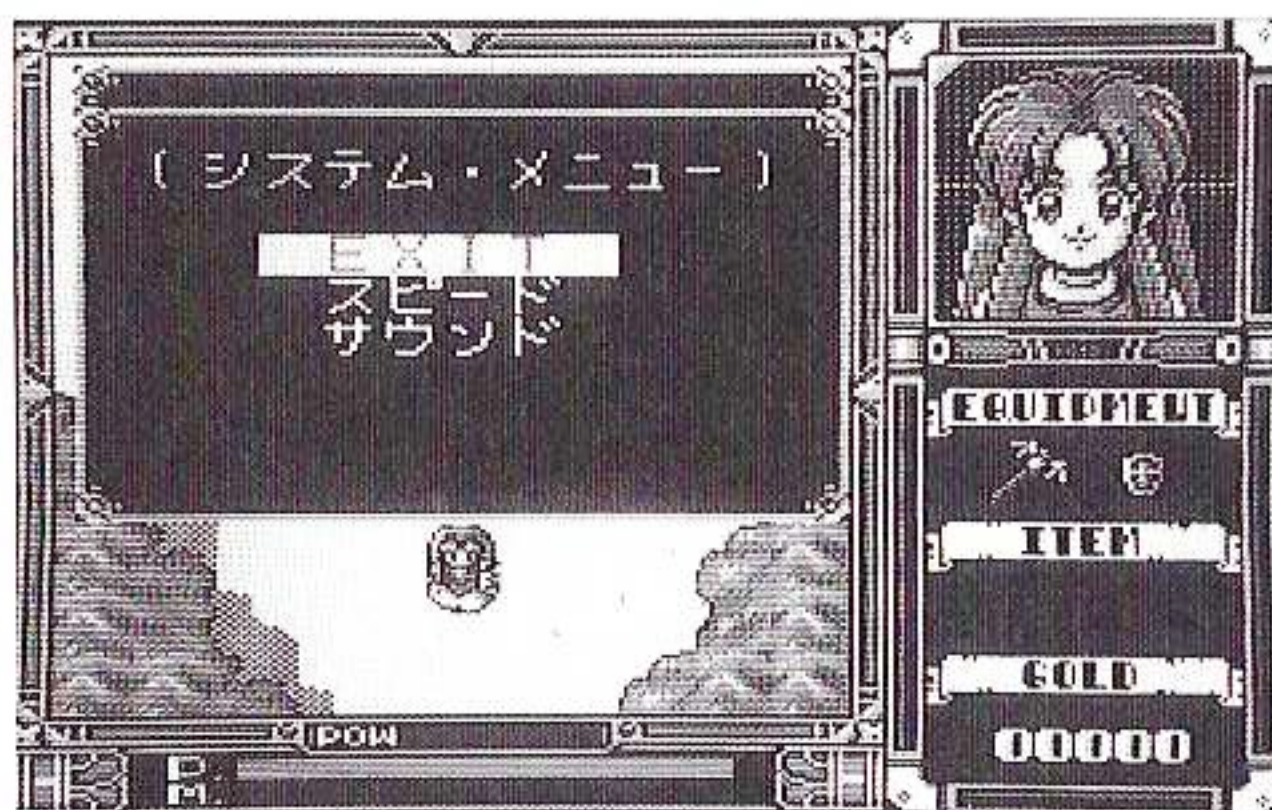 (システム・メニュー)
EXIT
スピード
サウンド
EQUIPMENT
ITEM
GOLD
00000
POW
P.
M.